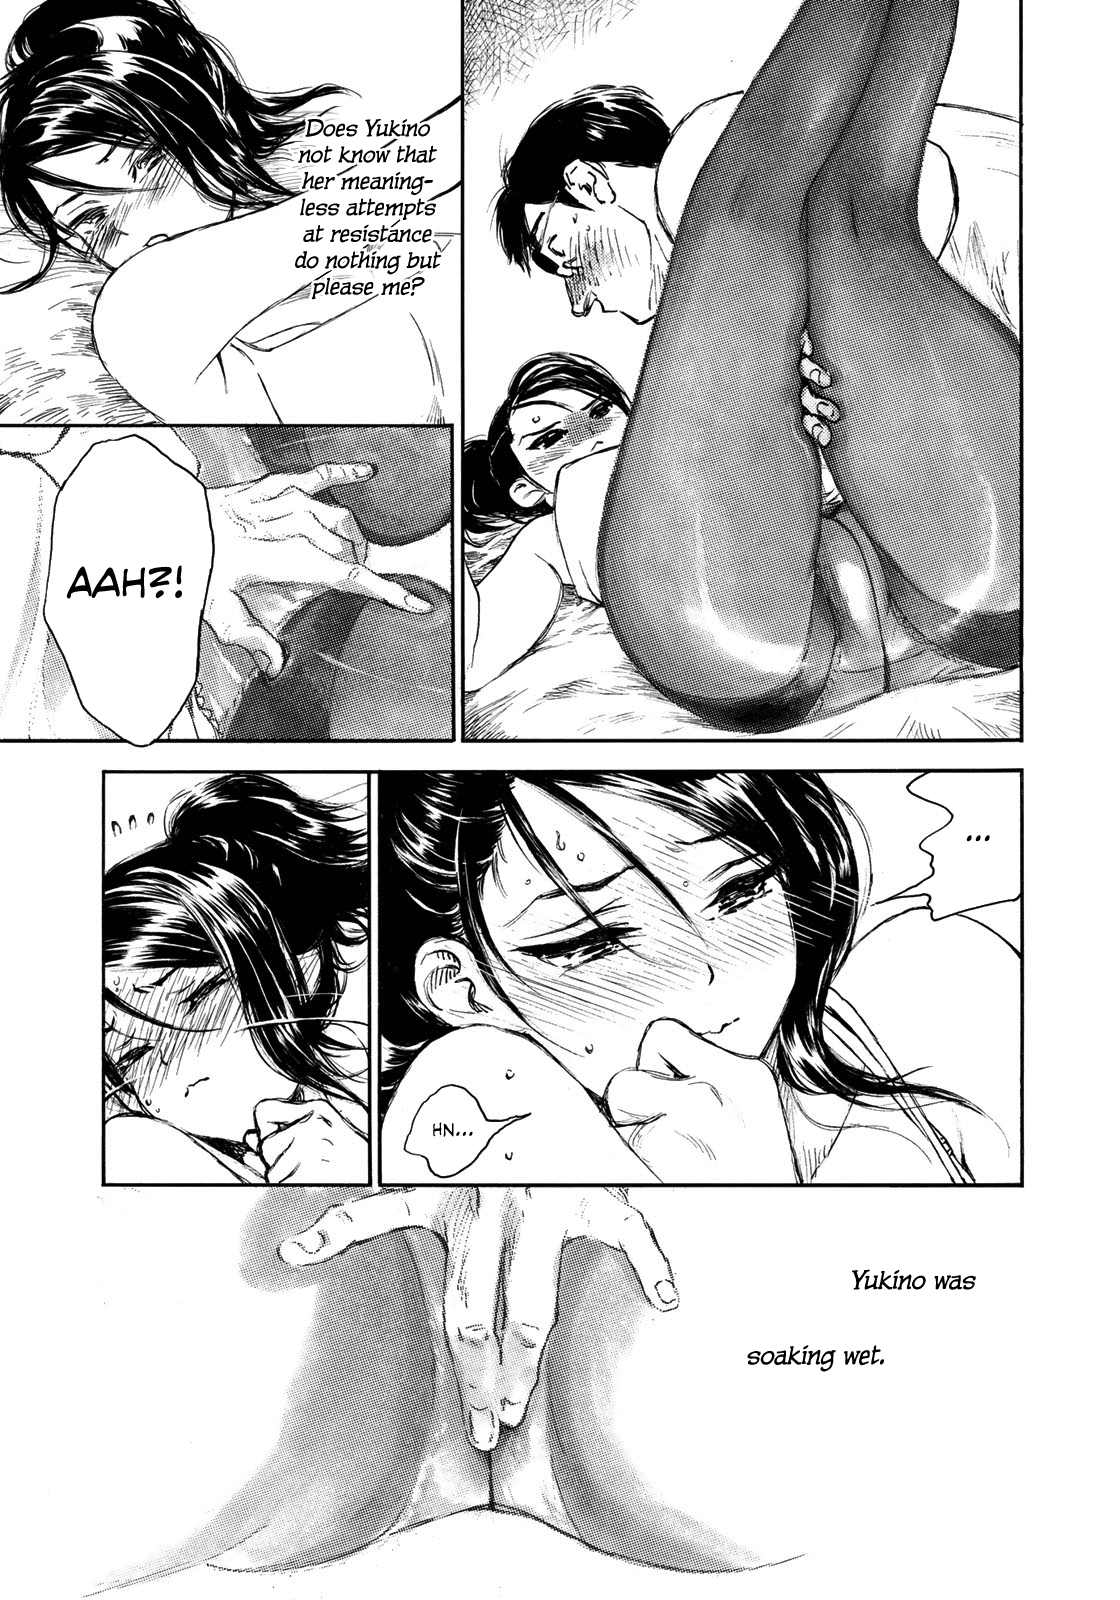 Does Yukino
not know that
her meaning-
less attempts
at resistance
do nothing but
please me?
AAH?!
...
HN...
Yukino was
soaking wet.